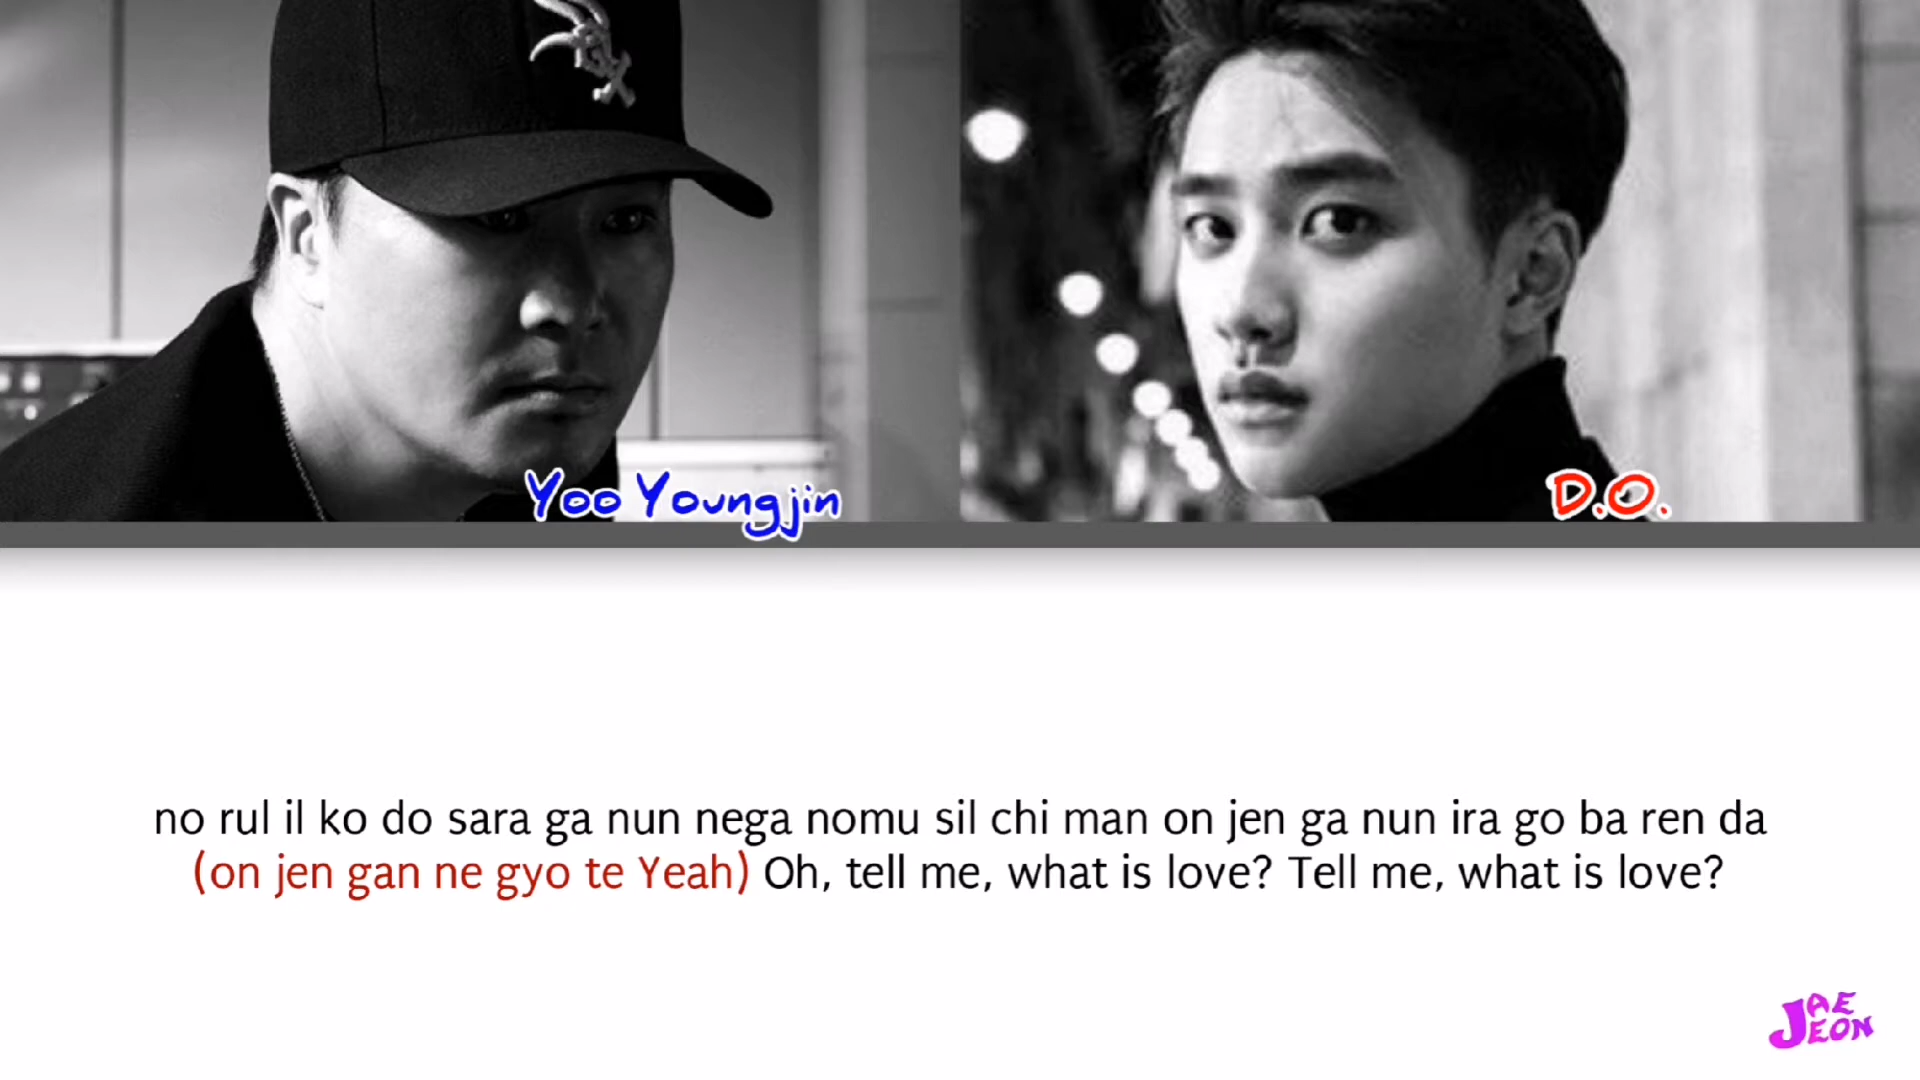 Yoo Youngjin
D.O.
no rul il ko do sara ga nun nega nomu sil chi man on jen ga nun ira go ba ren da
(on jen gan ne gyo te Yeah) Oh, tell me, what is love? Tell me, what is love?
JAE
JEON